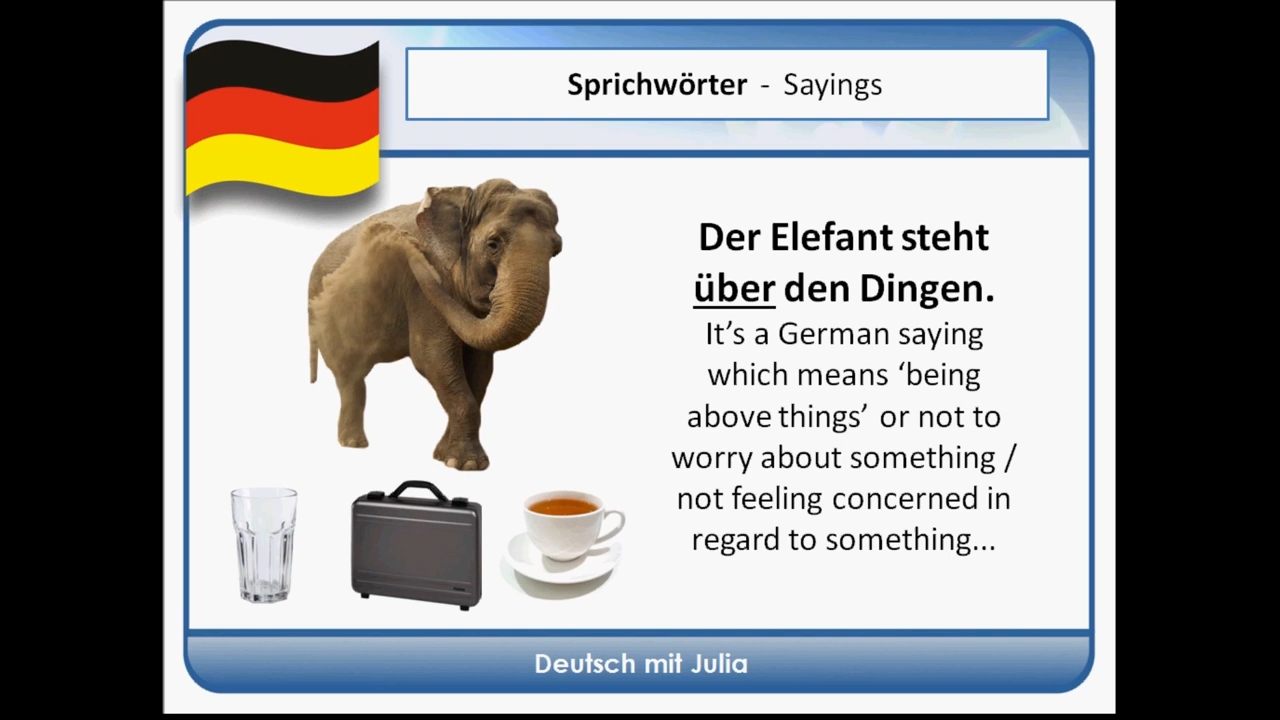 Sprichwörter - Sayings
Der Elefant steht
über den Dingen.
It’s a German saying
which means ‘being
above things’ or not to
worry about something /
not feeling concerned in
regard to something...
Deutsch mit Julia